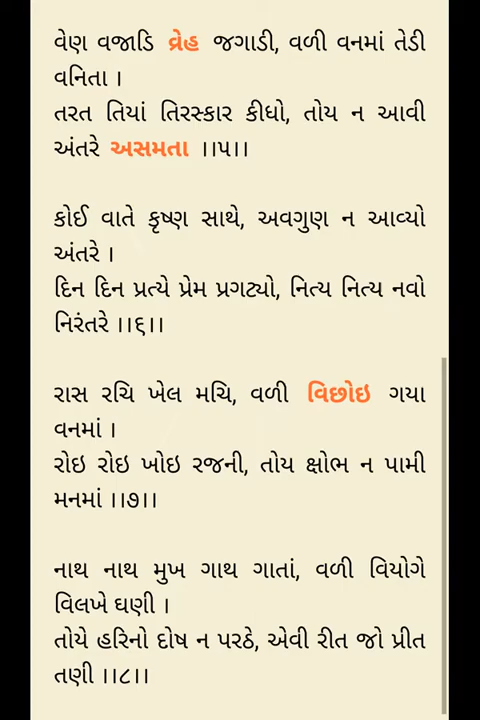 વેણ વજાડિ વ્રેહ જગાડી, વળી વનમાં તેડી
વનિતા ।
તરત તિયાં તિરસ્કાર કીધો, તોય ન આવી
અંતરે અસમતા ।।૫।।
કોઈ વાતે કૃષ્ણ સાથે, અવગુણ ન આવ્યો
અંતરે ।
દિન દિન પ્રત્યે પ્રેમ પ્રગટ્યો, નિત્ય નિત્ય નવો
નિરંતરે ।।૬।।
રાસ રચિ ખેલ મચિ, વળી વિછોઇ ગયા
વનમાં ।
રોઇ રોઇ ખોઇ રજની, તોય ક્ષોભ ન પામી
મનમાં ।।૭।।
નાથ નાથ મુખ ગાથ ગાતાં, વળી વિયોગે
વિલખે ઘણી ।
તોયે હરિનો દોષ ન પરઠે, એવી રીત જો પ્રીત
તણી ।।૮।।